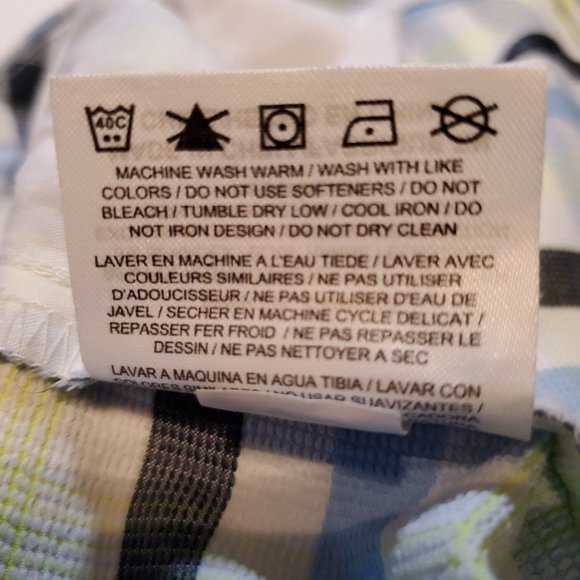 40C
MACHINE WASH WARM / WASH WITH LIKE
COLORS / DO NOT USE SOFTENERS / DO NOT
BLEACH / TUMBLE DRY LOW / COOL IRON / DO
NOT IRON DESIGN / DO NOT DRY CLEAN
LAVER EN MACHINE A L'EAU TIEDE / LAVER AVEC
COULEURS SIMILAIRES / NE PAS UTILISER
D'ADOUCISSEUR / NE PAS UTILISER D'EAU DE
JAVEL / SECHER EN MACHINE CYCLE DELICAT /
REPASSER FER FROID / NE PAS REPASSER LE
DESSIN / NE PAS NETTOYER A SEC
LAVAR A MAQUINA EN AGUA TIBIA / LAVAR CON
USAR SUAVIZANTES /